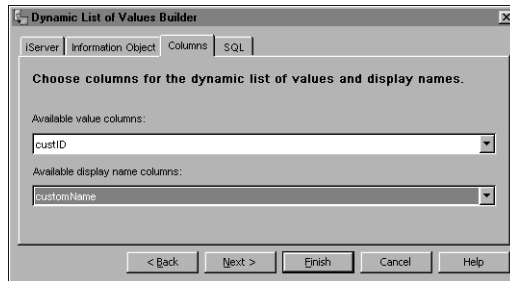 Dynamic List of Values Builder
iServer Information Object Columns SQL
Choose columns for the dynamic list of values and display names.
Available value columns:
custID
Available display name columns:
customName
< Back Next > Finish Cancel Help